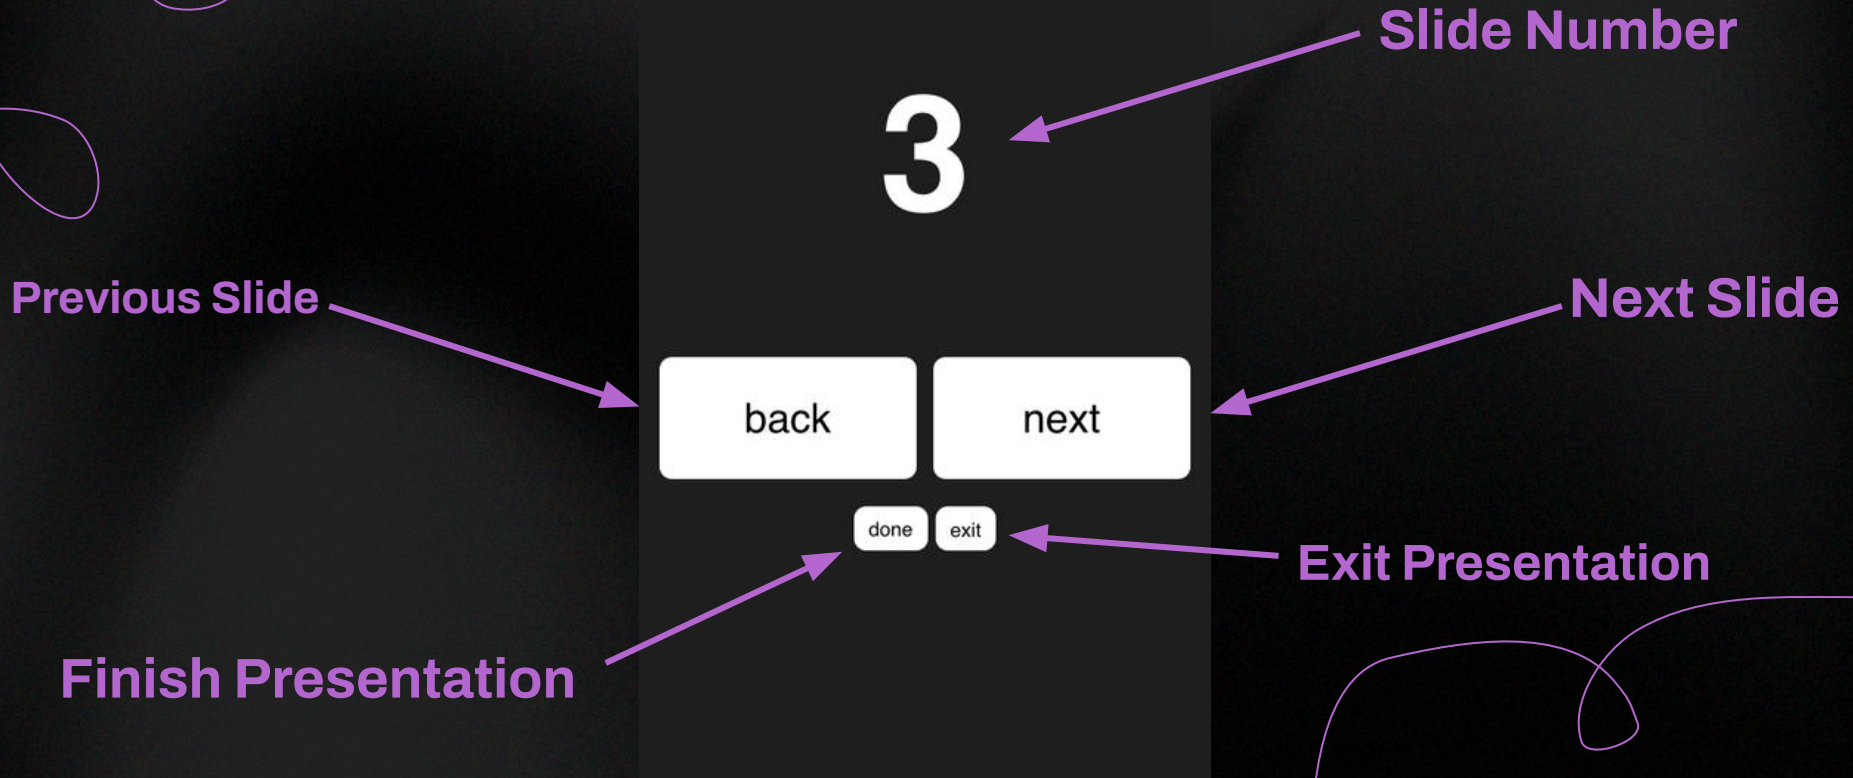 Slide Number
3
Previous Slide
Next Slide
back
next
done
exit
Exit Presentation
Finish Presentation